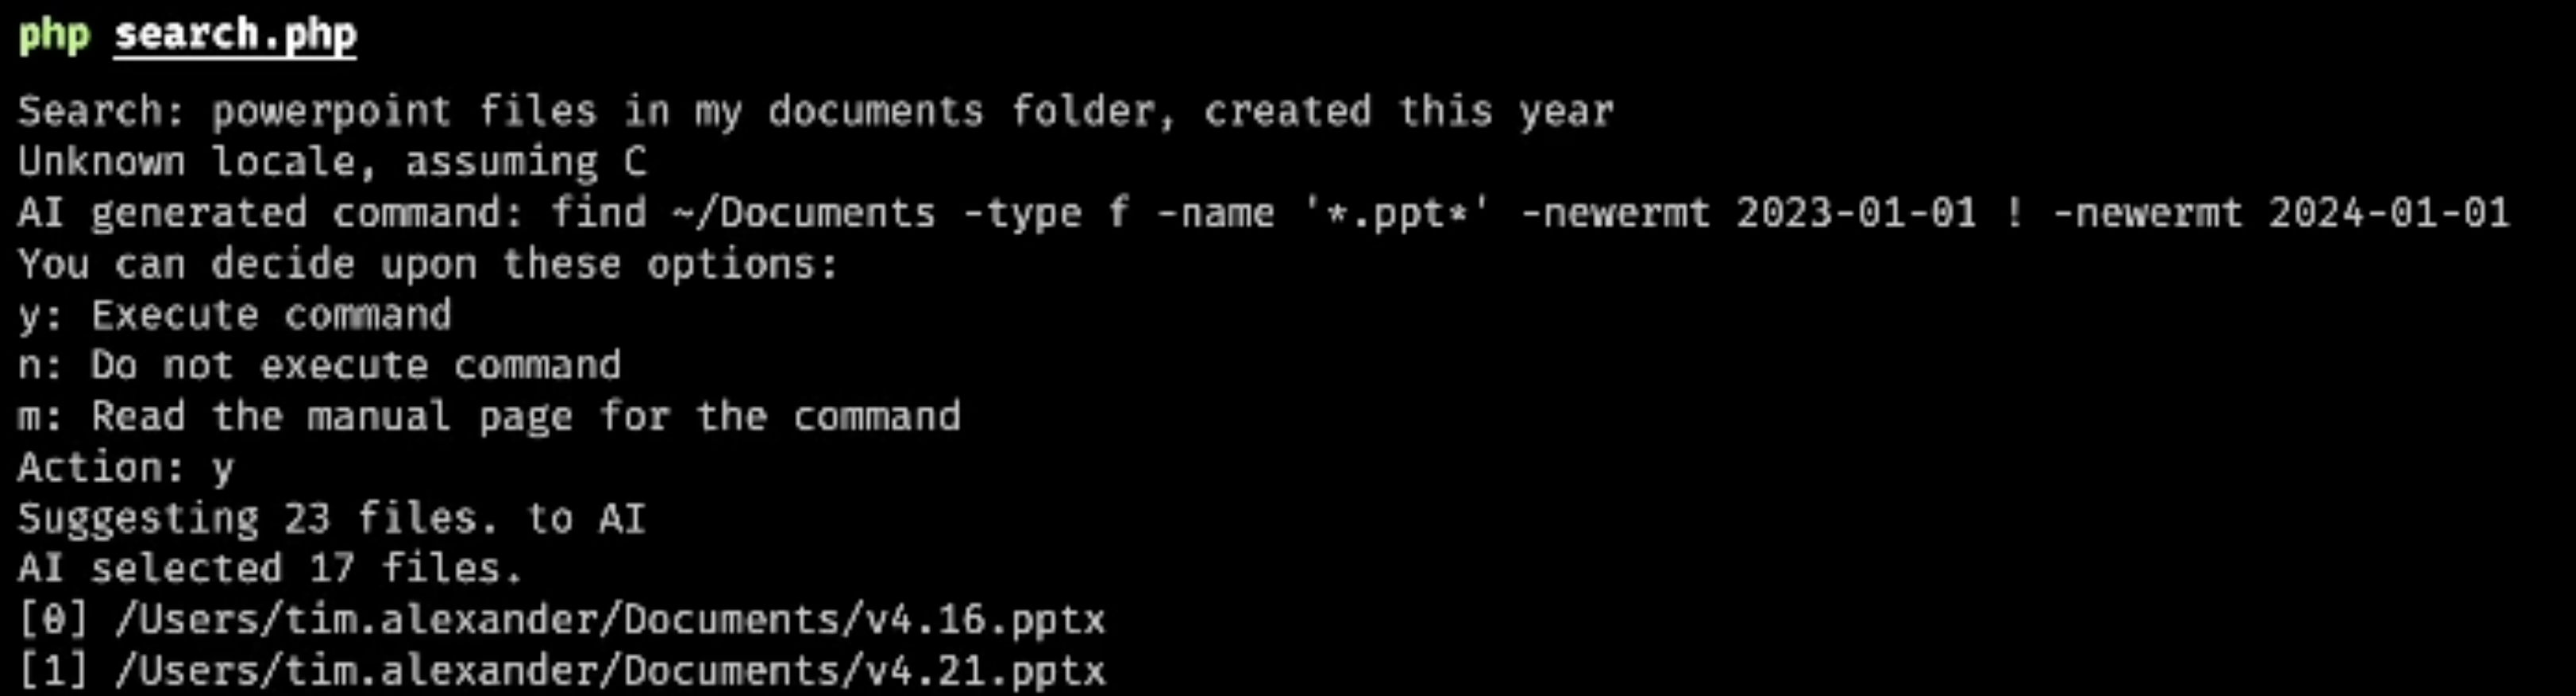 php search.php
Search: powerpoint files in my documents folder, created this year
Unknown locale, assuming C
AI generated command: find ~/Documents -type f -name '*.ppt*' -newermt 2023-01-01 ! -newermt 2024-01-01
You can decide upon these options:
y: Execute command
n: Do not execute command
m: Read the manual page for the command
Action: y
Suggesting 23 files. to AI
AI selected 17 files.
[0] /Users/tim.alexander/Documents/v4.16.pptx
[1] /Users/tim.alexander/Documents/v4.21.pptx